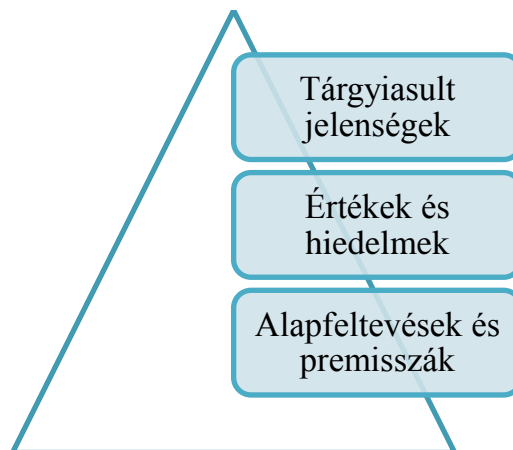 Tárgyiasult
jelenségek
Értékek és
hiedelmek
Alapfeltevések és
premisszák